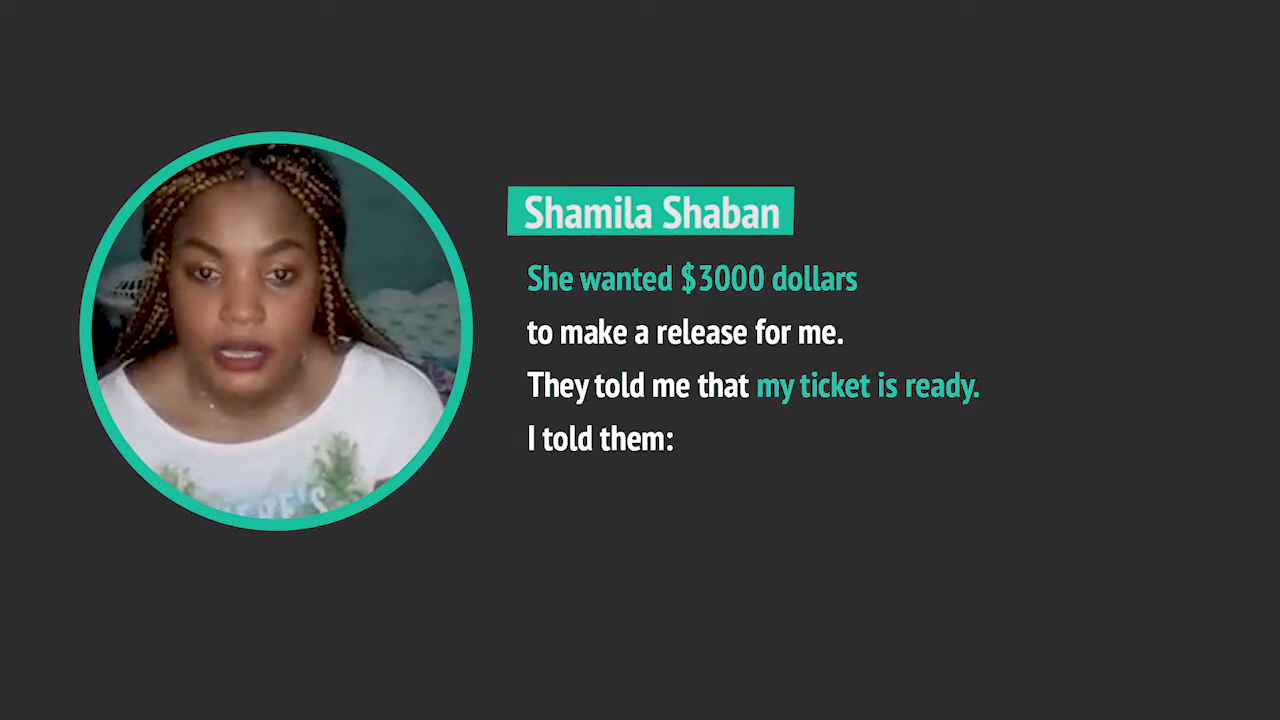 Shamila Shaban
She wanted $3000 dollars
to make a release for me.
They told me that my ticket is ready.
I told them: